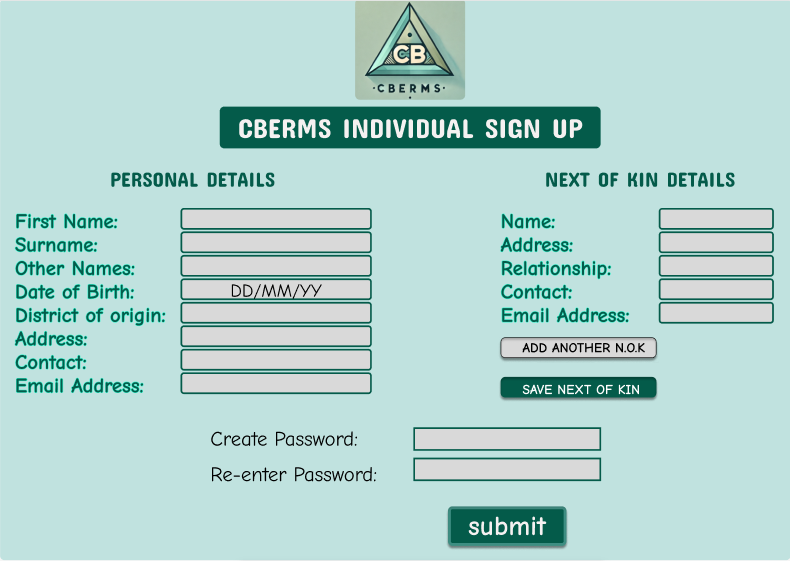 CB
·CBERMS·
CBERMS INDIVIDUAL SIGN UP
PERSONAL DETAILS
First Name:
Surname:
Other Names:
Date of Birth: DD/MM/YY
District of origin:
Address:
Contact:
Email Address:
NEXT OF KIN DETAILS
Name:
Address:
Relationship:
Contact:
Email Address:
ADD ANOTHER N.O.K
SAVE NEXT OF KIN
Create Password:
Re-enter Password:
submit